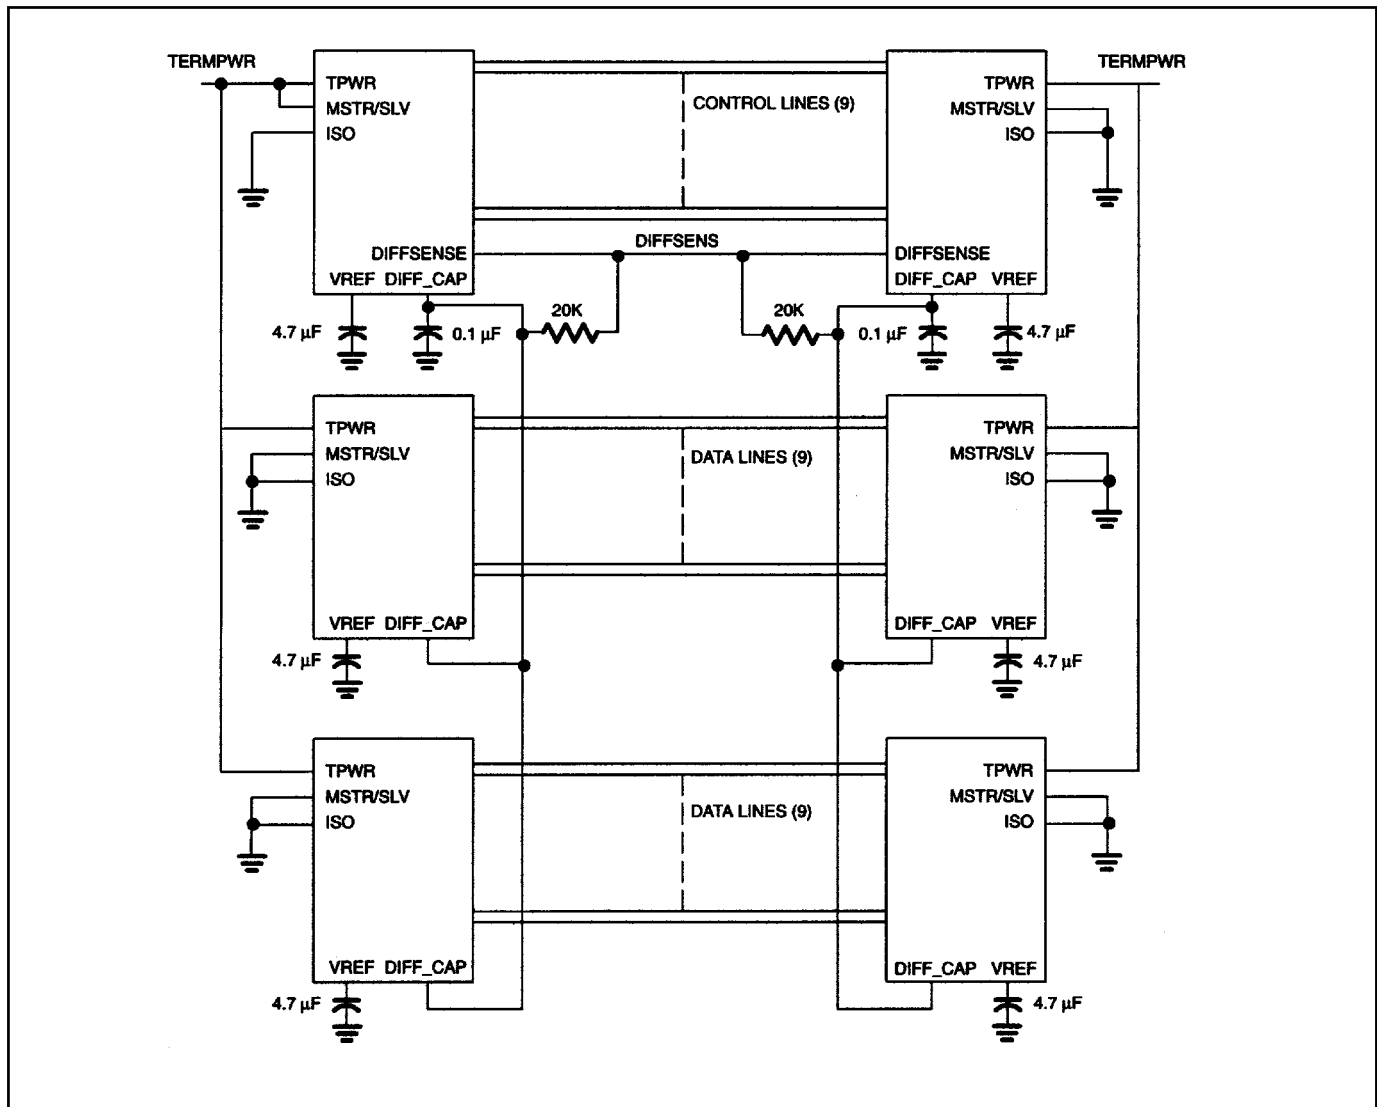 TERMPWR
TERMPWR
TPWR
MSTR/SLV
ISO
CONTROL LINES (9)
TPWR
MSTR/SLV
ISO
DIFFSENSE
DIFFSENS
DIFFSENSE
VREF DIFF_CAP
DIFF_CAP VREF
4.7 µF
0.1 µF
20K
20K
0.1 µF
4.7 µF
TPWR
MSTR/SLV
ISO
DATA LINES (9)
TPWR
MSTR/SLV
ISO
VREF DIFF_CAP
DIFF_CAP VREF
4.7 µF
4.7 µF
TPWR
MSTR/SLV
ISO
DATA LINES (9)
TPWR
MSTR/SLV
ISO
VREF DIFF_CAP
DIFF_CAP VREF
4.7 µF
4.7 µF